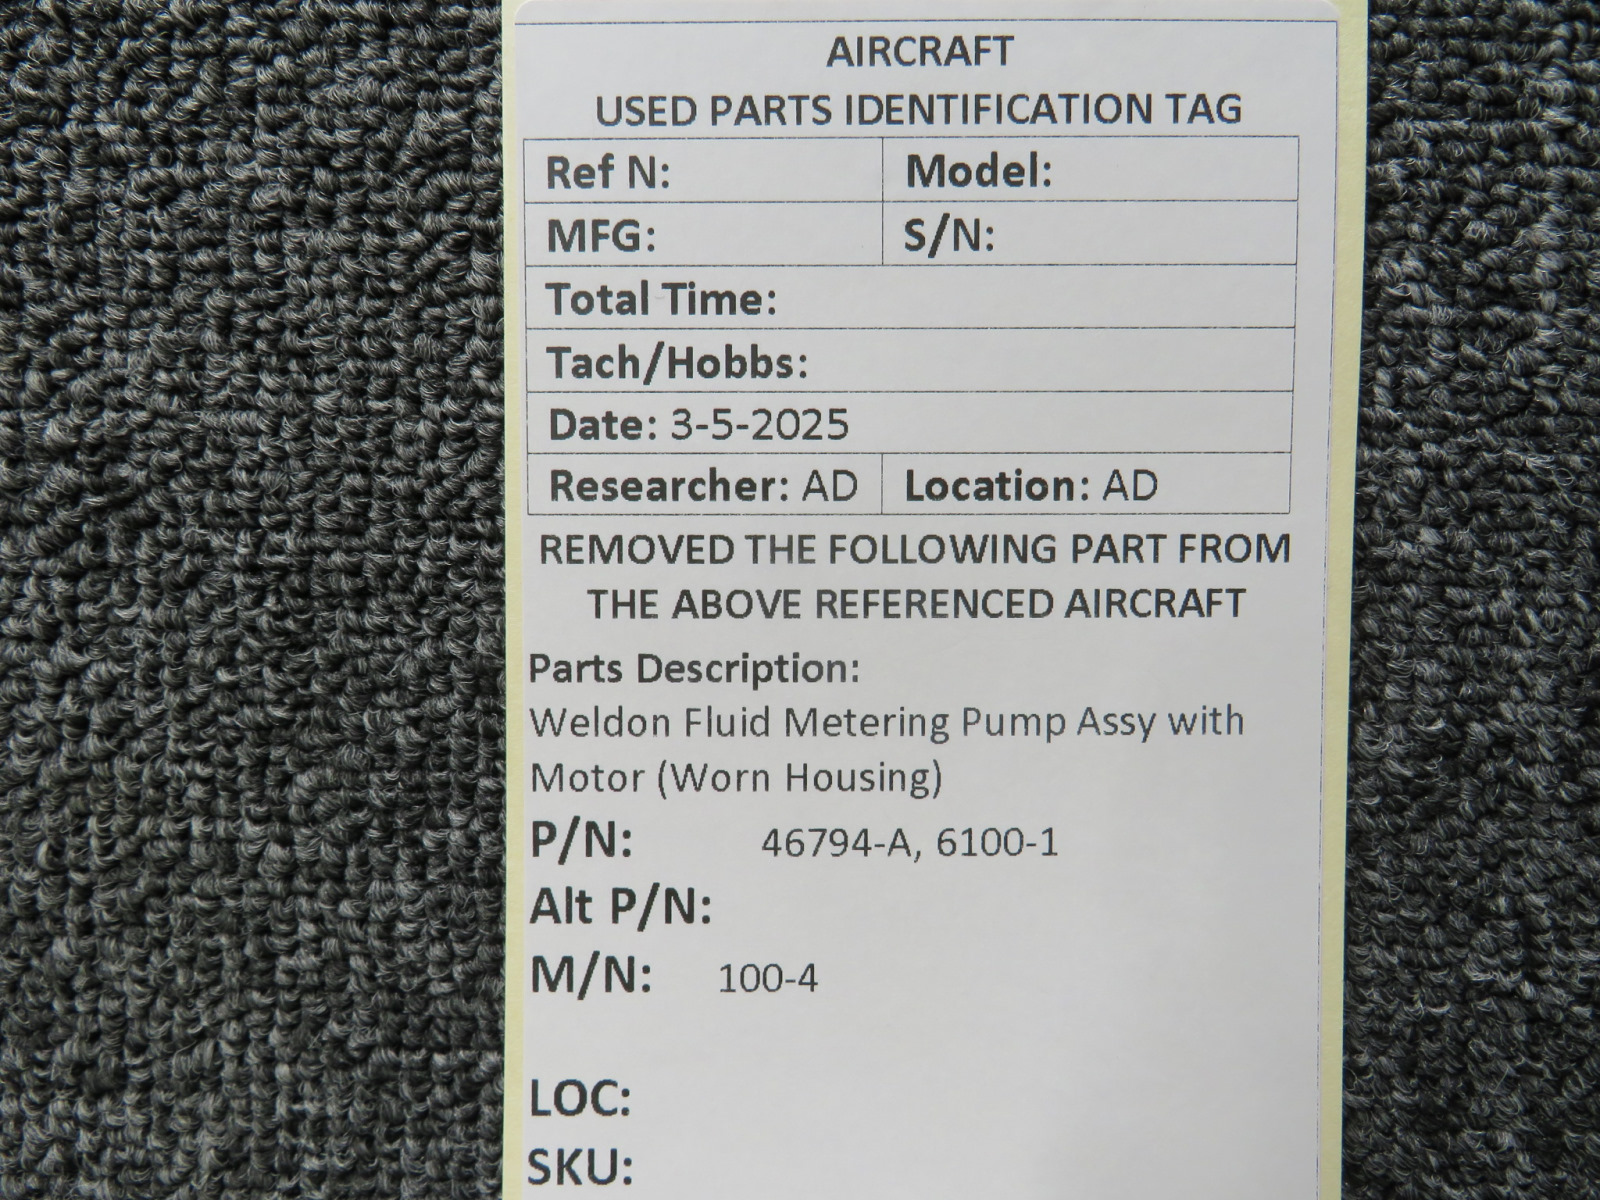 AIRCRAFT
USED PARTS IDENTIFICATION TAG
Ref N: Model:
MFG: S/N:
Total Time:
Tach/Hobbs:
Date: 3-5-2025
Researcher: AD Location: AD
REMOVED THE FOLLOWING PART FROM
THE ABOVE REFERENCED AIRCRAFT
Parts Description:
Weldon Fluid Metering Pump Assy with
Motor (Worn Housing)
P/N: 46794-A, 6100-1
Alt P/N:
M/N: 100-4
LOC:
SKU: